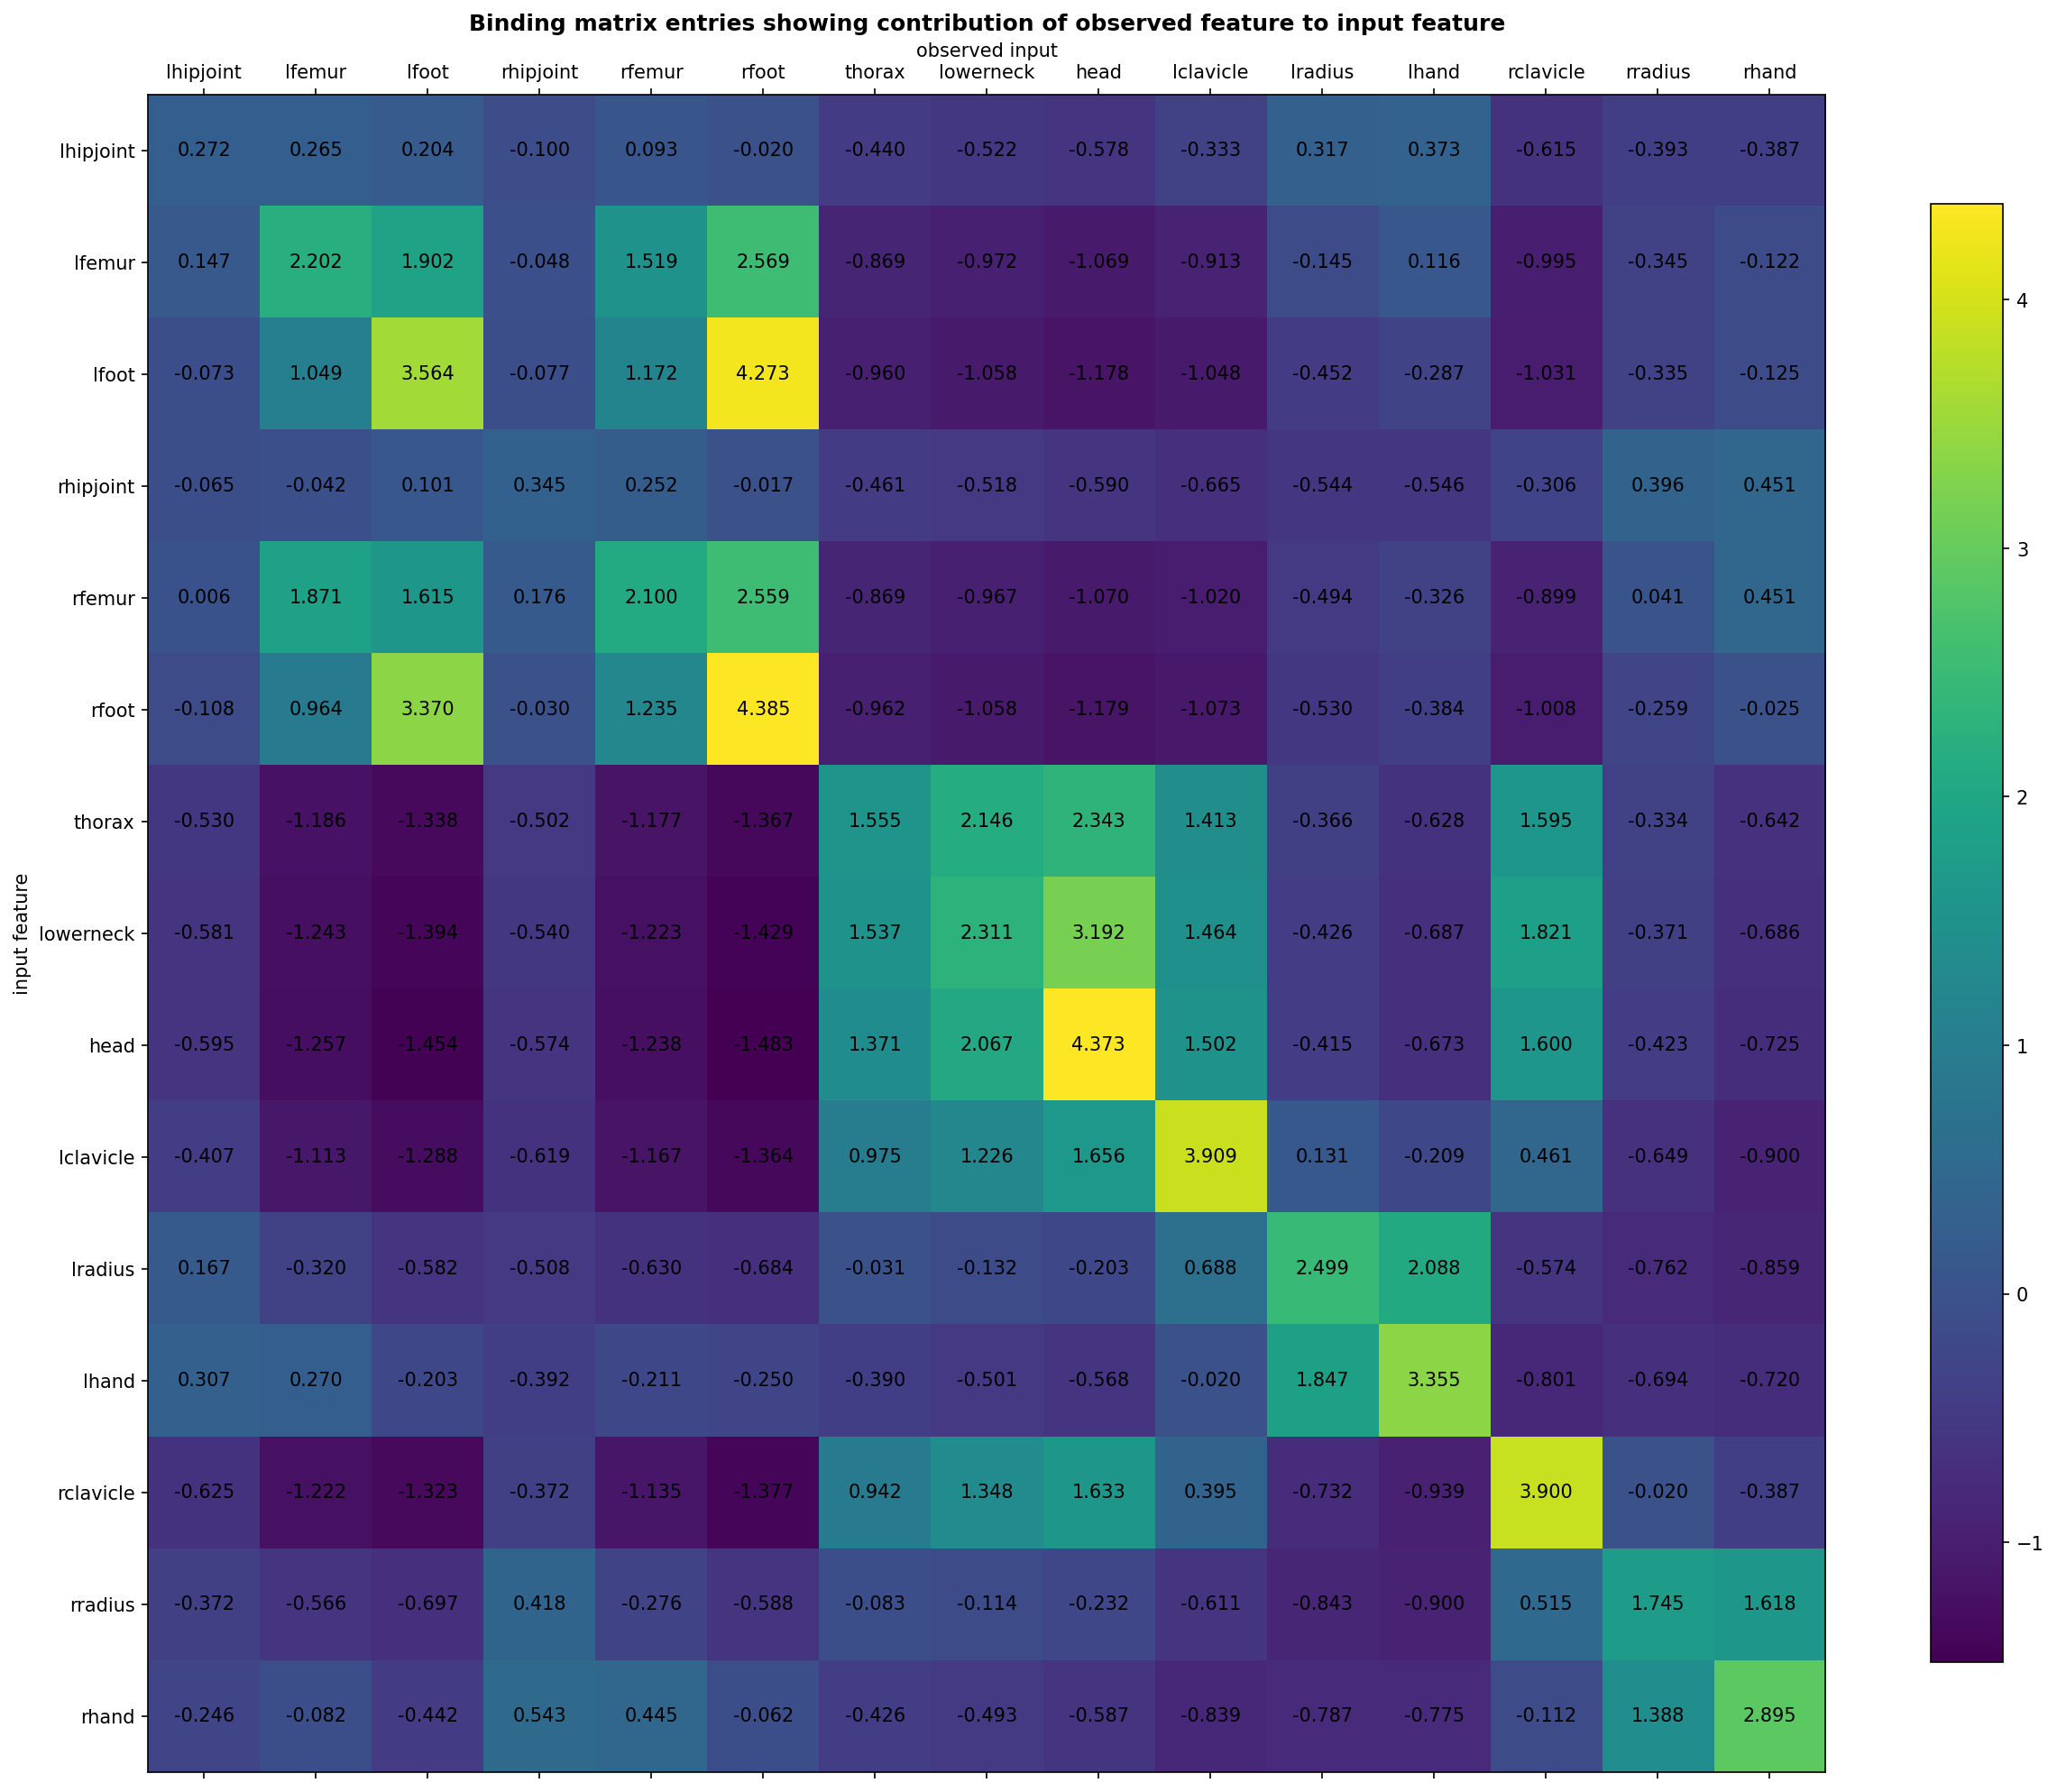 Binding matrix entries showing contribution of observed feature to input feature
observed input
lhipjoint lfemur lfoot rhipjoint rfemur rfoot thorax lowerneck head lclavicle lradius lhand rclavicle rradius rhand
lhipjoint 0.272 0.265 0.204 -0.100 0.093 -0.020 -0.440 -0.522 -0.578 -0.333 0.317 0.373 -0.615 -0.393 -0.387
lfemur 0.147 2.202 1.902 -0.048 1.519 2.569 -0.869 -0.972 -1.069 -0.913 -0.145 0.116 -0.995 -0.345 -0.122
4
lfoot -0.073 1.049 3.564 -0.077 1.172 4.273 -0.960 -1.058 -1.178 -1.048 -0.452 -0.287 -1.031 -0.335 -0.125
rhipjoint -0.065 -0.042 0.101 0.345 0.252 -0.017 -0.461 -0.518 -0.590 -0.665 -0.544 -0.546 -0.306 0.396 0.451
3
rfemur 0.006 1.871 1.615 0.176 2.100 2.559 -0.869 -0.967 -1.070 -1.020 -0.494 -0.326 -0.899 0.041 0.451
rfoot -0.108 0.964 3.370 -0.030 1.235 4.385 -0.962 -1.058 -1.179 -1.073 -0.530 -0.384 -1.008 -0.259 -0.025
2
thorax -0.530 -1.186 -1.338 -0.502 -1.177 -1.367 1.555 2.146 2.343 1.413 -0.366 -0.628 1.595 -0.334 -0.642
input feature
lowerneck -0.581 -1.243 -1.394 -0.540 -1.223 -1.429 1.537 2.311 3.192 1.464 -0.426 -0.687 1.821 -0.371 -0.686
head -0.595 -1.257 -1.454 -0.574 -1.238 -1.483 1.371 2.067 4.373 1.502 -0.415 -0.673 1.600 -0.423 -0.725
1
lclavicle -0.407 -1.113 -1.288 -0.619 -1.167 -1.364 0.975 1.226 1.656 3.909 0.131 -0.209 0.461 -0.649 -0.900
lradius 0.167 -0.320 -0.582 -0.508 -0.630 -0.684 -0.031 -0.132 -0.203 0.688 2.499 2.088 -0.574 -0.762 -0.859
0
lhand 0.307 0.270 -0.203 -0.392 -0.211 -0.250 -0.390 -0.501 -0.568 -0.020 1.847 3.355 -0.801 -0.694 -0.720
rclavicle -0.625 -1.222 -1.323 -0.372 -1.135 -1.377 0.942 1.348 1.633 0.395 -0.732 -0.939 3.900 -0.020 -0.387
−1
rradius -0.372 -0.566 -0.697 0.418 -0.276 -0.588 -0.083 -0.114 -0.232 -0.611 -0.843 -0.900 0.515 1.745 1.618
rhand -0.246 -0.082 -0.442 0.543 0.445 -0.062 -0.426 -0.493 -0.587 -0.839 -0.787 -0.775 -0.112 1.388 2.895